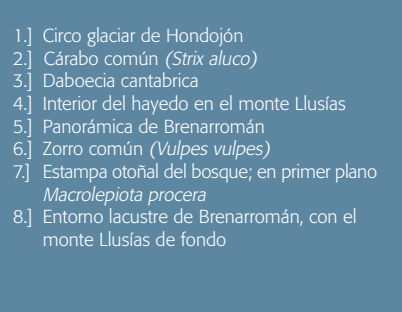 1.] Circo glaciar de Hondojón
2.] Cárabo común (Strix aluco)
3.] Daboecia cantabrica
4.] Interior del hayedo en el monte Llusías
5.] Panorámica de Brenarromán
6.] Zorro común (Vulpes vulpes)
7.] Estampa otoñal del bosque; en primer plano
Macrolepiota procera
8.] Entorno lacustre de Brenarromán, con el
monte Llusías de fondo